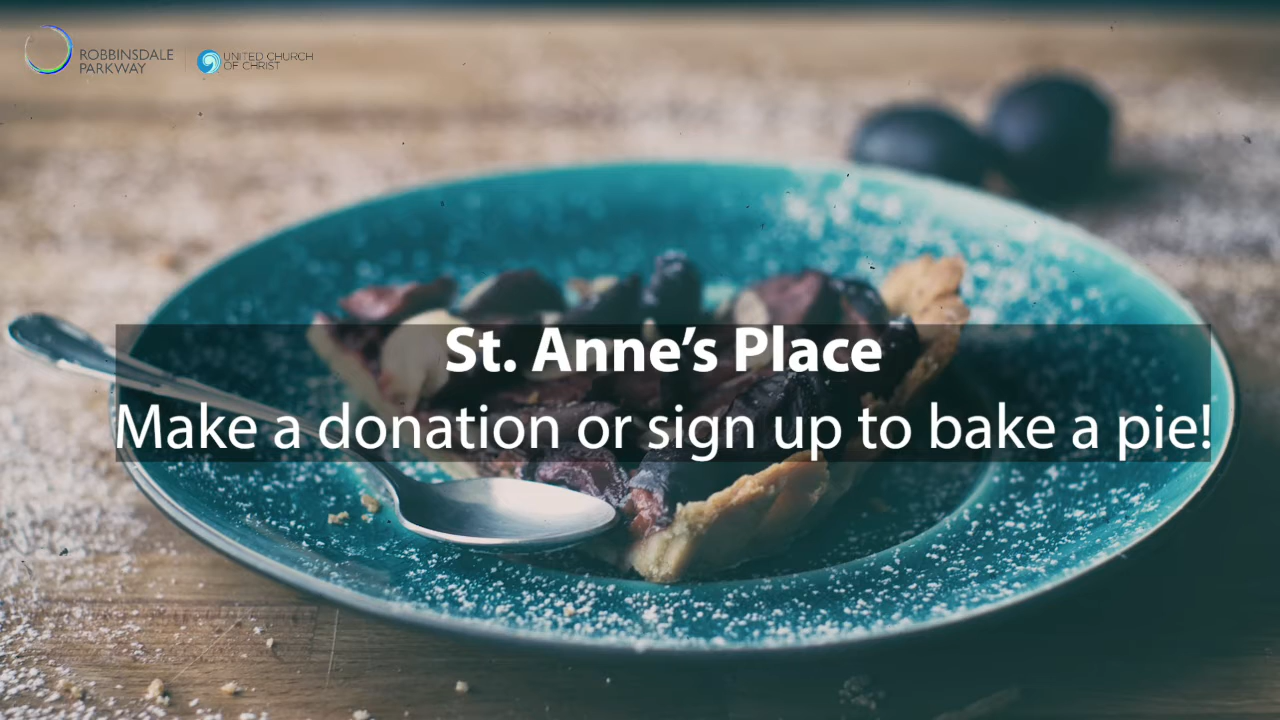 ROBBINSDALE
PARKWAY
UNITED CHURCH
OF CHRIST
St. Anne’s Place
Make a donation or sign up to bake a pie!